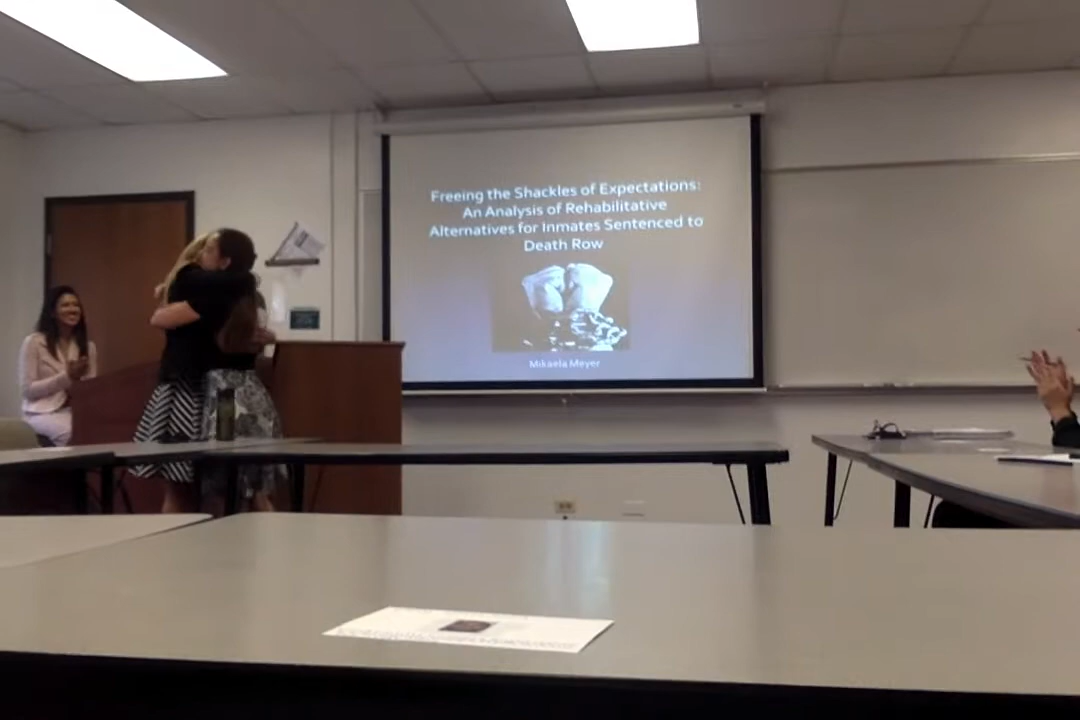 Freeing the Shackles of Expectations:
An Analysis of Rehabilitative
Alternatives for Inmates Sentenced to
Death Row
Mikaela Meyer